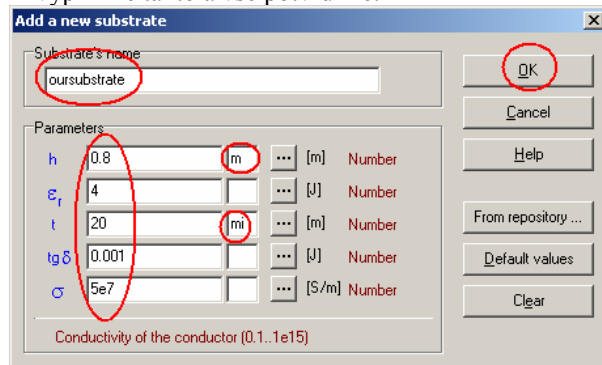 Add a new substrate
Substrate's name
oursubstrate
OK
Cancel
Parameters
h 0.8 m ... [m] Number
Help
εr 4 ... [J] Number
t 20 mi ... [m] Number
From repository ...
tg δ 0.001 ... [J] Number
Default values
σ 5e7 ... [S/m] Number
Clear
Conductivity of the conductor (0.1..1e15)